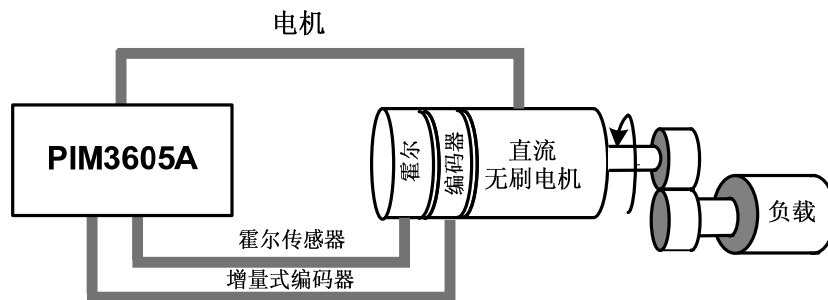 电机
PIM3605A
霍尔
编码器
直流
无刷电机
负载
霍尔传感器
增量式编码器